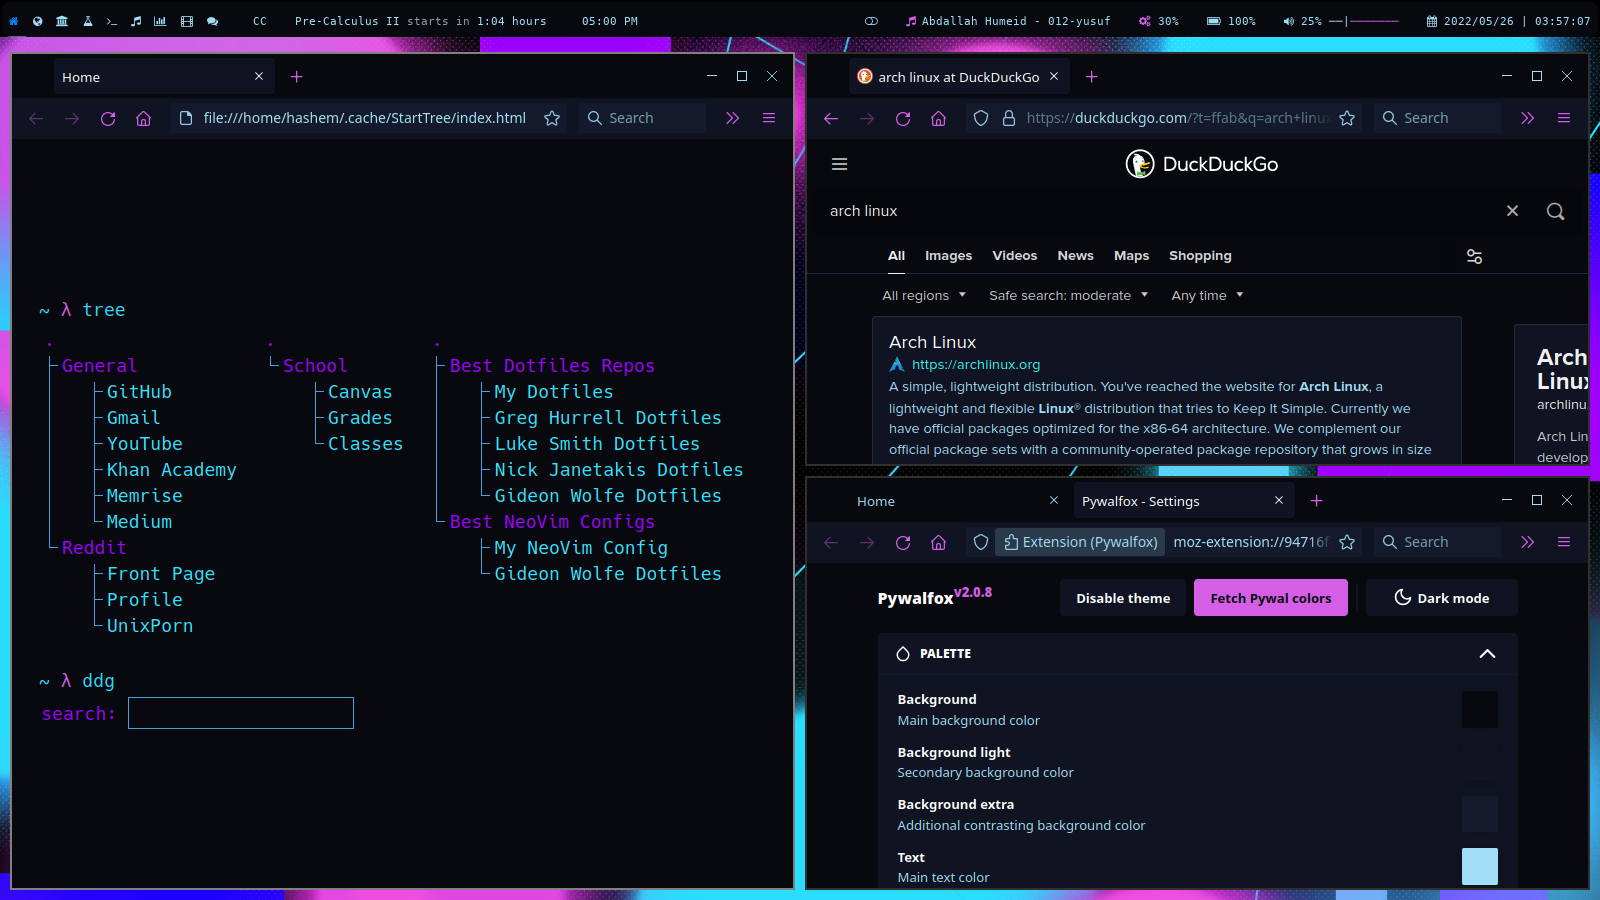 CC Pre-Calculus II starts in 1:04 hours 05:00 PM Abdallah Humeid - 012-yusuf 30% 100% 25% 2022/05/26 | 03:57:07
Home
file:///home/hashem/.cache/StartTree/index.html Search
~ λ tree
. . .
General
GitHub
Gmail
YouTube
Khan Academy
Memrise
Medium
Reddit
Front Page
Profile
UnixPorn
School
Canvas
Grades
Classes
Best Dotfiles Repos
My Dotfiles
Greg Hurrell Dotfiles
Luke Smith Dotfiles
Nick Janetakis Dotfiles
Gideon Wolfe Dotfiles
Best NeoVim Configs
My NeoVim Config
Gideon Wolfe Dotfiles
~ λ ddg
search:
arch linux at DuckDuckGo
https://duckduckgo.com/?t=ffab&q=arch+linux Search
DuckDuckGo
arch linux
All Images Videos News Maps Shopping
All regions Safe search: moderate Any time
Arch Linux
https://archlinux.org
A simple, lightweight distribution. You've reached the website for Arch Linux, a
lightweight and flexible Linux® distribution that tries to Keep It Simple. Currently we
have official packages optimized for the x86-64 architecture. We complement our
official package sets with a community-operated package repository that grows in size
Arch
Linux
archlinu
Arch Lin
develop
Home Pywalfox - Settings
Extension (Pywalfox) moz-extension://94716f Search
Pywalfox v2.0.8 Disable theme Fetch Pywal colors Dark mode
PALETTE
Background
Main background color
Background light
Secondary background color
Background extra
Additional contrasting background color
Text
Main text color